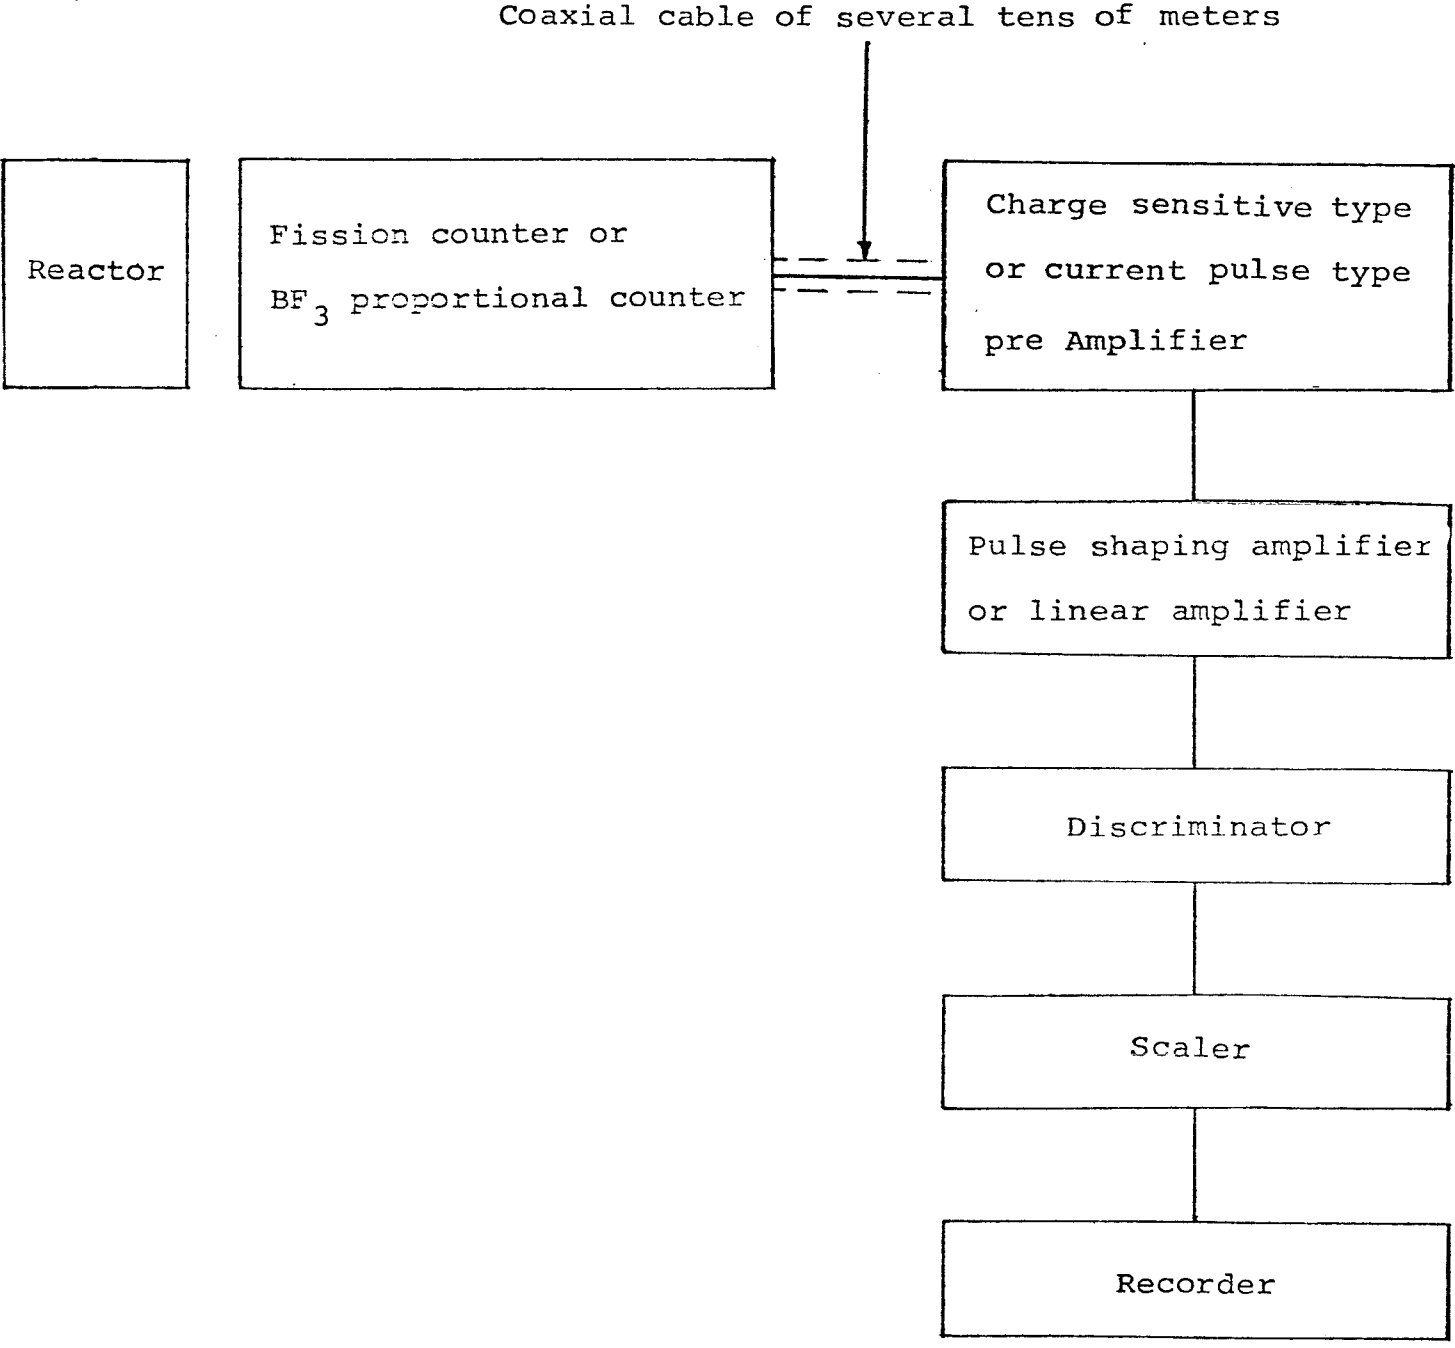 Coaxial cable of several tens of meters
Reactor
Fission counter or
BF3 proportional counter
Charge sensitive type
or current pulse type
pre Amplifier
Pulse shaping amplifier
or linear amplifier
Discriminator
Scaler
Recorder